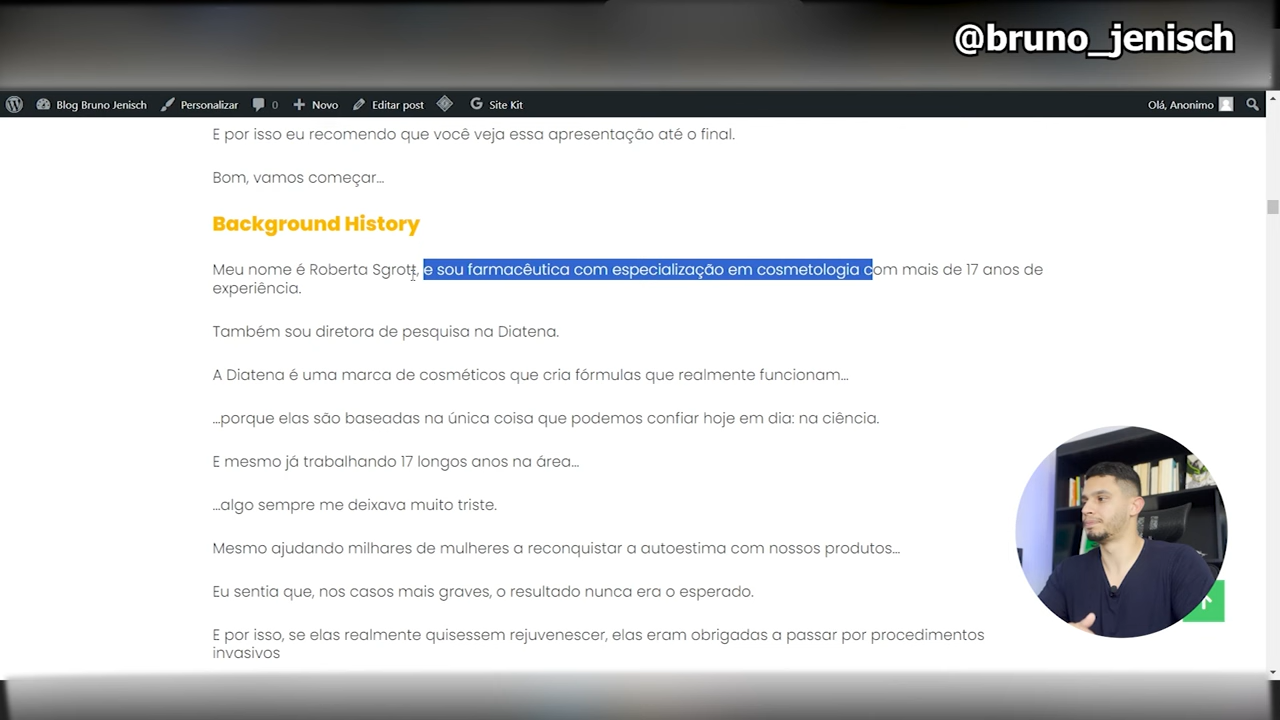 @bruno_jenisch
Blog Bruno Jenisch Personalizar 0 Novo Editar post Site Kit Olá, Anonimo
E por isso eu recomendo que você veja essa apresentação até o final.
Bom, vamos começar...
Background History
Meu nome é Roberta Sgrott, e sou farmacêutica com especialização em cosmetologia com mais de 17 anos de
experiência.
Também sou diretora de pesquisa na Diatena.
A Diatena é uma marca de cosméticos que cria fórmulas que realmente funcionam...
...porque elas são baseadas na única coisa que podemos confiar hoje em dia: na ciência.
E mesmo já trabalhando 17 longos anos na área...
...algo sempre me deixava muito triste.
Mesmo ajudando milhares de mulheres a reconquistar a autoestima com nossos produtos...
Eu sentia que, nos casos mais graves, o resultado nunca era o esperado.
E por isso, se elas realmente quisessem rejuvenescer, elas eram obrigadas a passar por procedimentos
invasivos